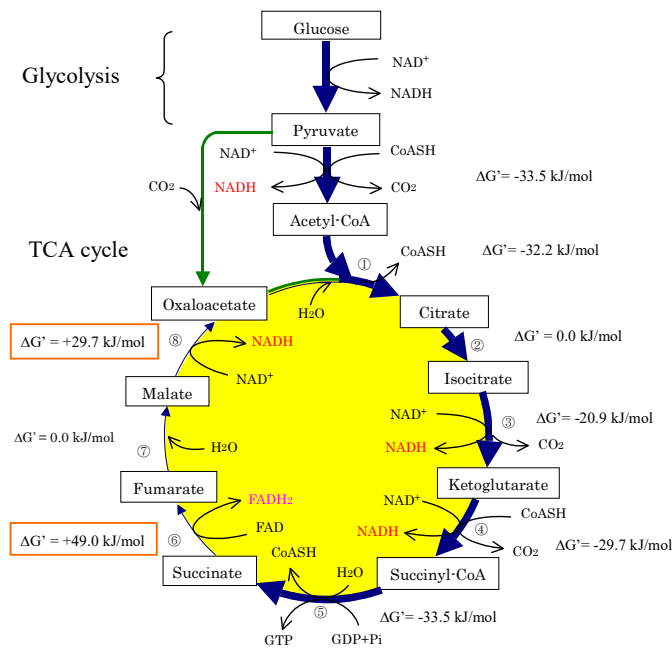 Glucose
Glycolysis
NAD⁺
NADH
Pyruvate
NAD⁺
CoASH
CO₂
NADH
CO₂
ΔG'= -33.5 kJ/mol
Acetyl-CoA
TCA cycle
①
CoASH
ΔG'= -32.2 kJ/mol
Oxaloacetate
H₂O
Citrate
ΔG' = +29.7 kJ/mol
⑧
NADH
②
ΔG'= 0.0 kJ/mol
Malate
NAD⁺
Isocitrate
NAD⁺
③
ΔG'= -20.9 kJ/mol
ΔG'= 0.0 kJ/mol
⑦
H₂O
NADH
CO₂
Fumarate
FADH₂
Ketoglutarate
NAD⁺
CoASH
ΔG' = +49.0 kJ/mol
⑥
FAD
NADH
④
CO₂
ΔG'= -29.7 kJ/mol
CoASH
H₂O
Succinate
Succinyl-CoA
⑤
ΔG'= -33.5 kJ/mol
GTP
GDP+Pi